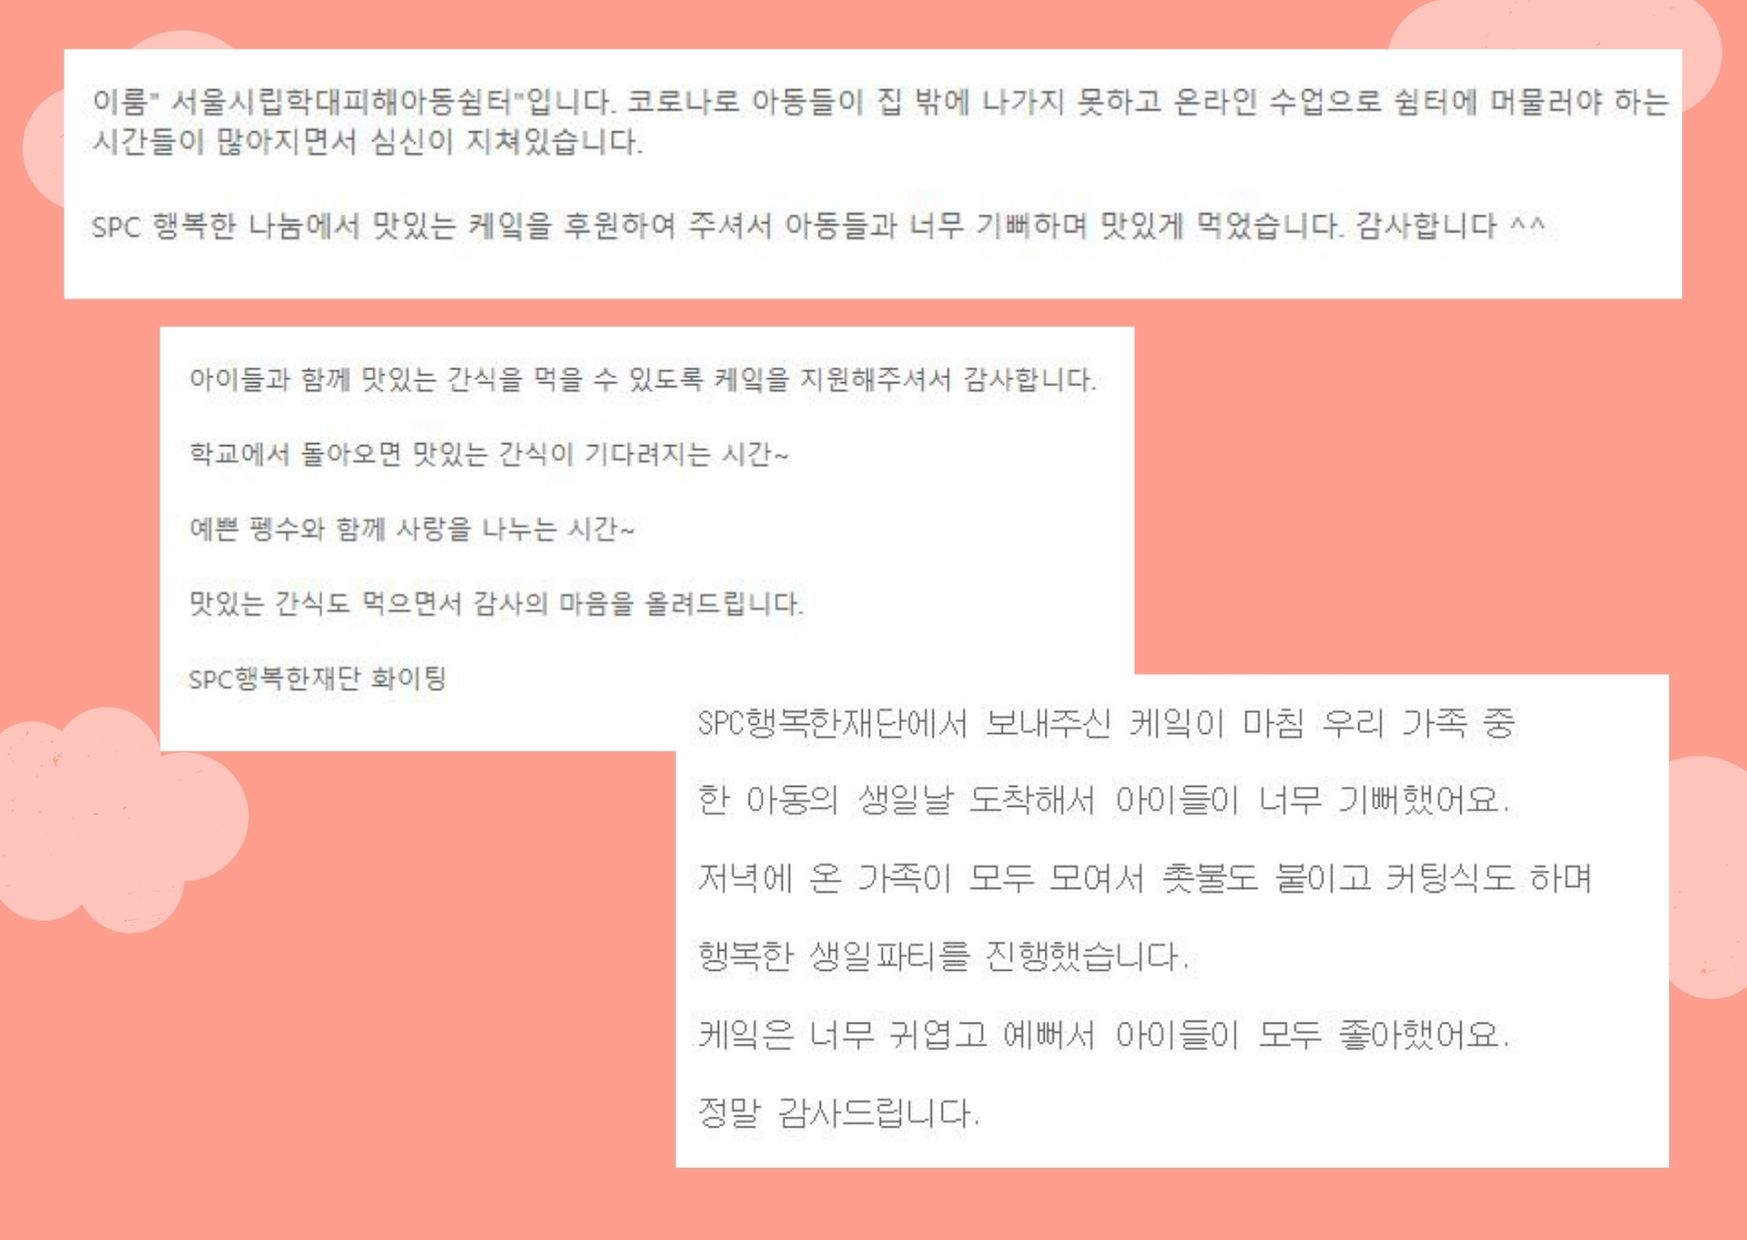 이룸" 서울시립학대피해아동쉼터"입니다. 코로나로 아동들이 집 밖에 나가지 못하고 온라인 수업으로 쉼터에 머물러야 하는
시간들이 많아지면서 심신이 지쳐있습니다.
SPC 행복한 나눔에서 맛있는 케잌을 후원하여 주셔서 아동들과 너무 기뻐하며 맛있게 먹었습니다. 감사합니다 ^^
아이들과 함께 맛있는 간식을 먹을 수 있도록 케잌을 지원해주셔서 감사합니다.
학교에서 돌아오면 맛있는 간식이 기다려지는 시간~
예쁜 펭수와 함께 사랑을 나누는 시간~
맛있는 간식도 먹으면서 감사의 마음을 올려드립니다.
SPC행복한재단 화이팅
SPC행복한재단에서 보내주신 케잌이 마침 우리 가족 중
한 아동의 생일날 도착해서 아이들이 너무 기뻐했어요.
저녁에 온 가족이 모두 모여서 촛불도 붙이고 커팅식도 하며
행복한 생일파티를 진행했습니다.
케잌은 너무 귀엽고 예뻐서 아이들이 모두 좋아했어요.
정말 감사드립니다.